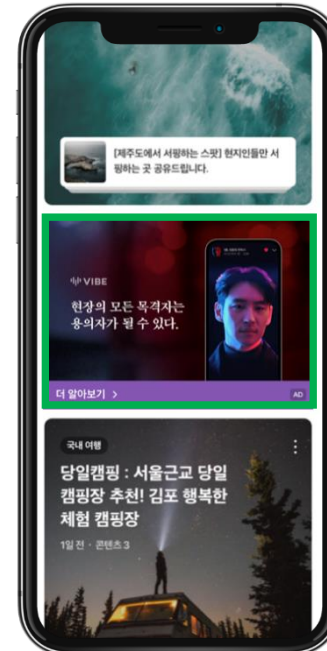 [제주도에서 서핑하는 스팟] 현지인들만 서
핑하는 곳 공유드립니다.
VIBE
현장의 모든 목격자는
용의자가 될 수 있다.
더 알아보기 >
AD
국내 여행
당일캠핑 : 서울근교 당일
캠핑장 추천! 김포 행복한
체험 캠핑장
1일 전 · 콘텐츠 3